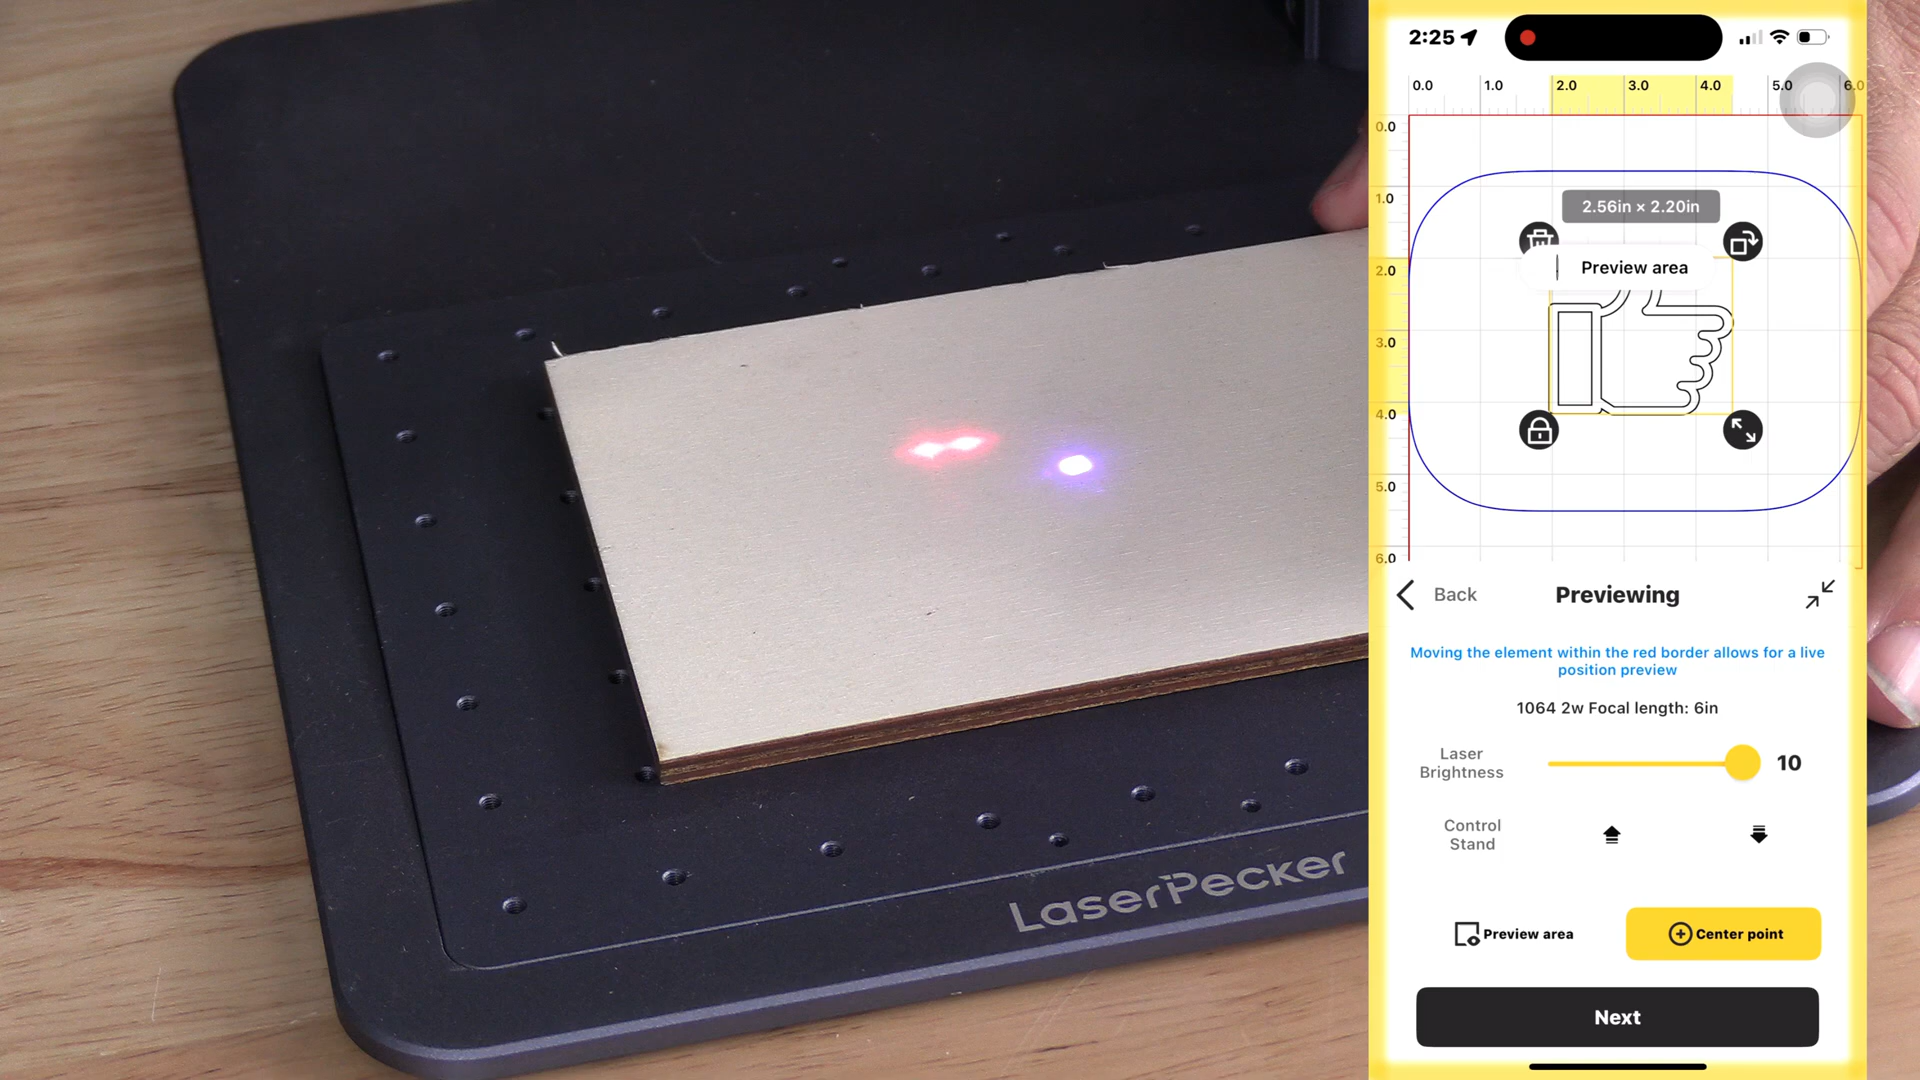 LaserPecker
2:25
0.0 1.0 2.0 3.0 4.0 5.0 6.0
0.0
1.0
2.56in × 2.20in
2.0
Preview area
3.0
4.0
5.0
6.0
Back
Previewing
Moving the element within the red border allows for a live
position preview
1064 2w Focal length: 6in
Laser
Brightness
10
Control
Stand
Preview area
Center point
Next